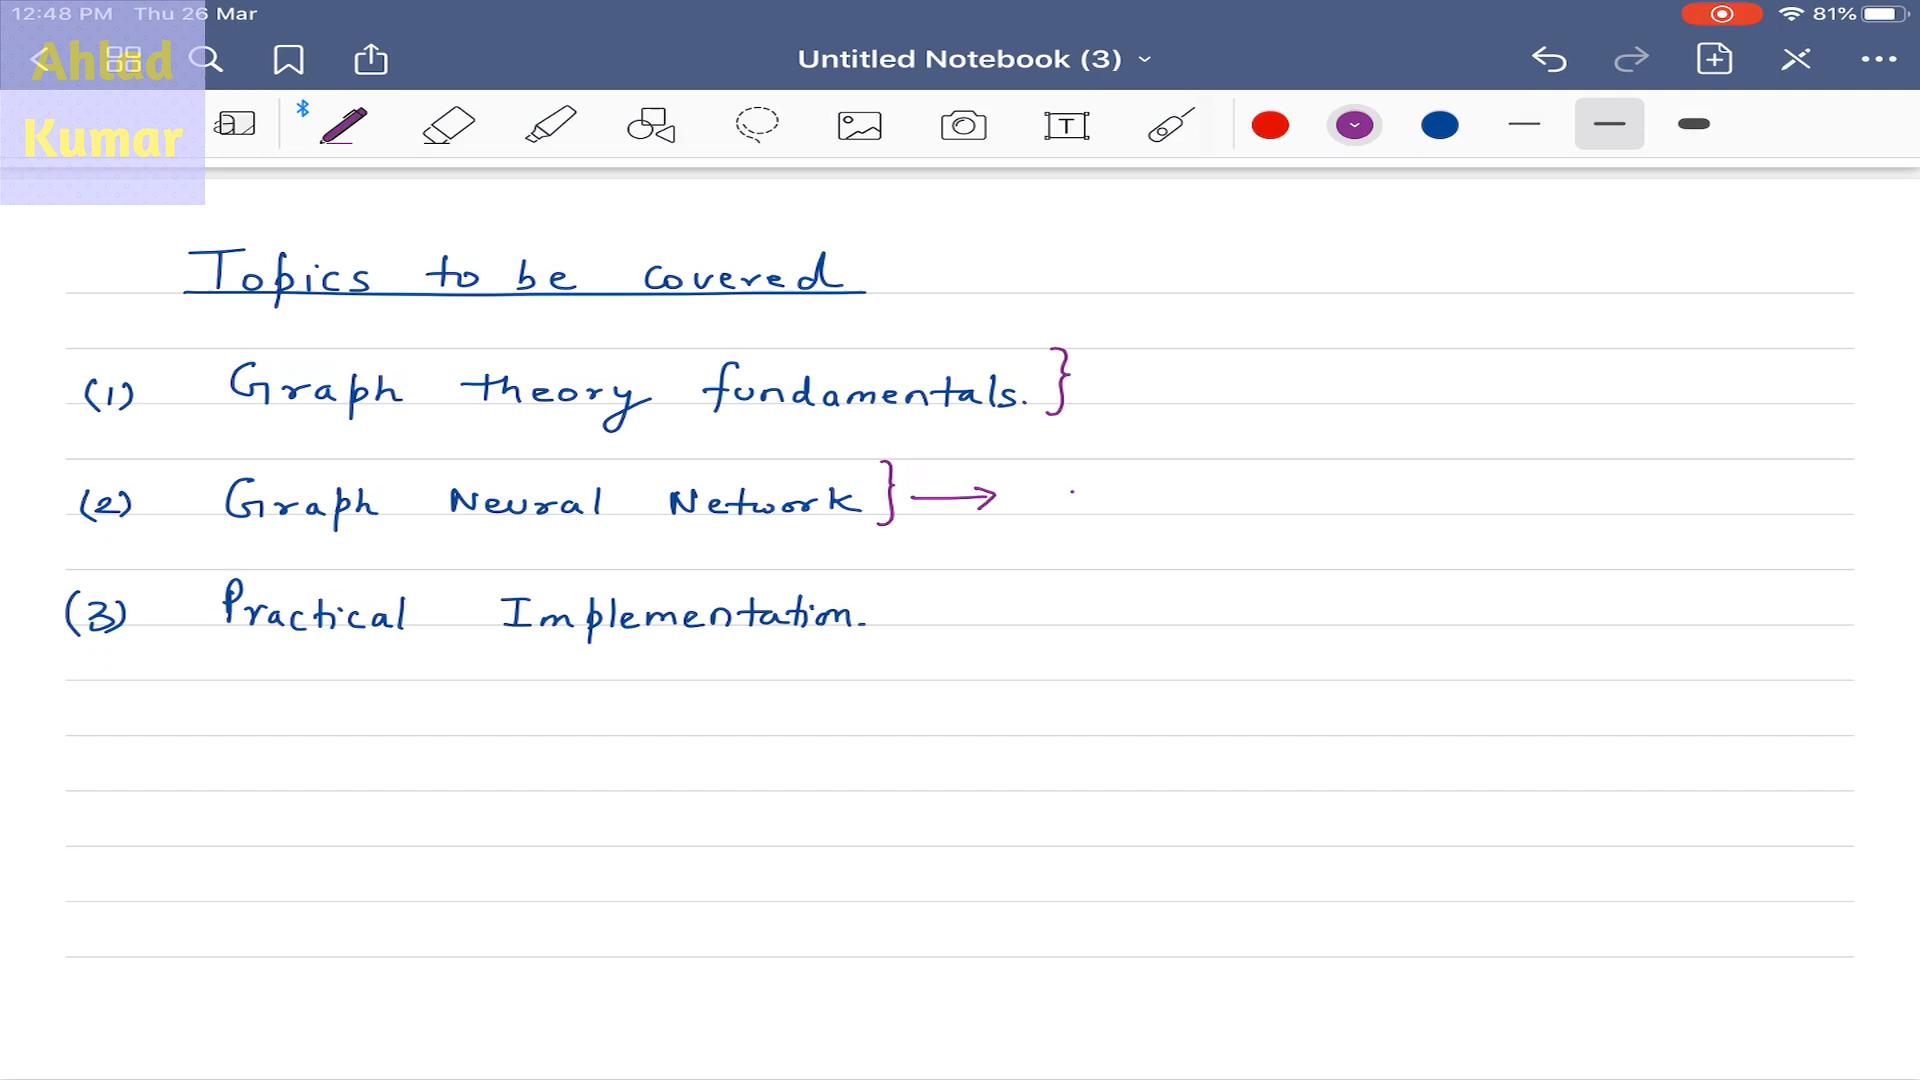 12:48 PM Thu 26 Mar
81%
Ahlad
Kumar
Untitled Notebook (3)
Topics to be covered
(1) Graph theory fundamentals. }
(2) Graph Neural Network } →
(3) Practical Implementation.